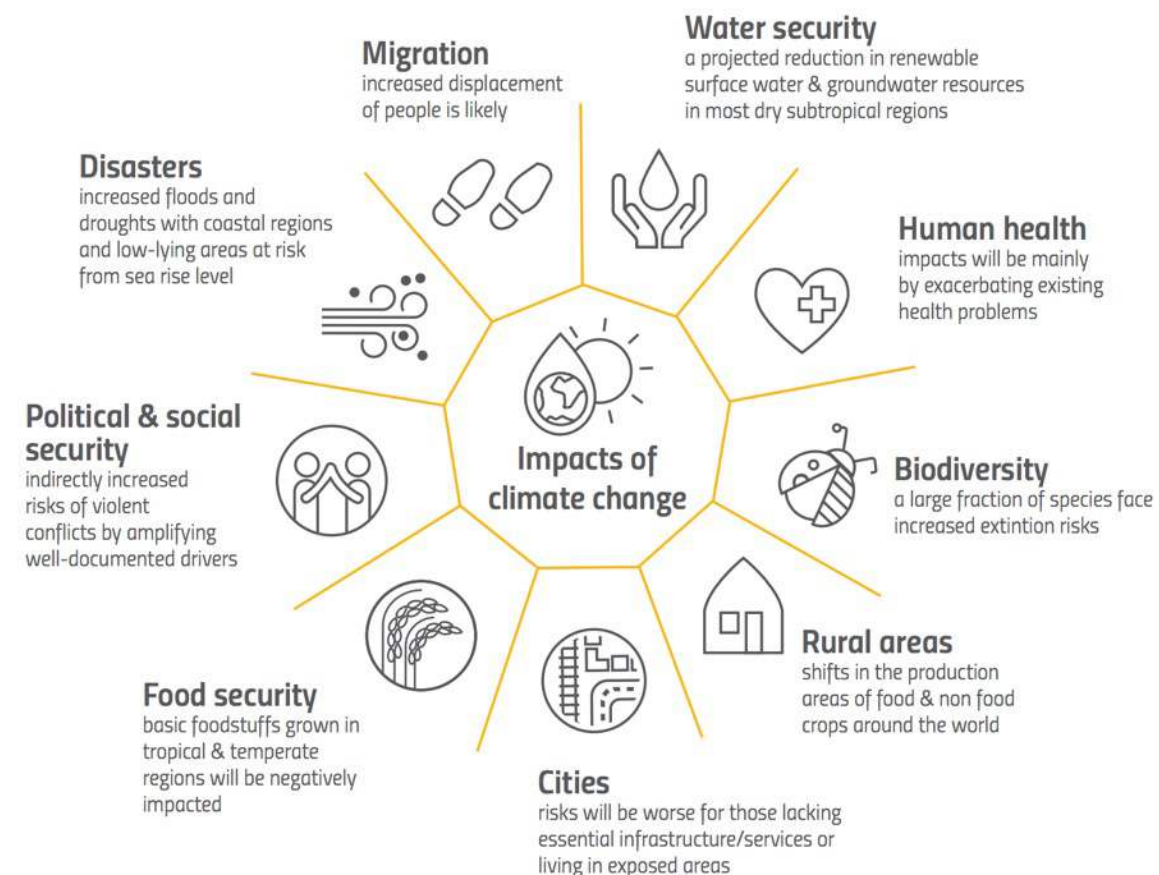 Water security
a projected reduction in renewable
surface water & groundwater resources
in most dry subtropical regions
Human health
impacts will be mainly
by exacerbating existing
health problems
Biodiversity
a large fraction of species face
increased extintion risks
Rural areas
shifts in the production
areas of food & non food
crops around the world
Cities
risks will be worse for those lacking
essential infrastructure/services or
living in exposed areas
Food security
basic foodstuffs grown in
tropical & temperate
regions will be negatively
impacted
Political & social
security
indirectly increased
risks of violent
conflicts by amplifying
well-documented drivers
Disasters
increased floods and
droughts with coastal regions
and low-lying areas at risk
from sea rise level
Migration
increased displacement
of people is likely
Impacts of
climate change